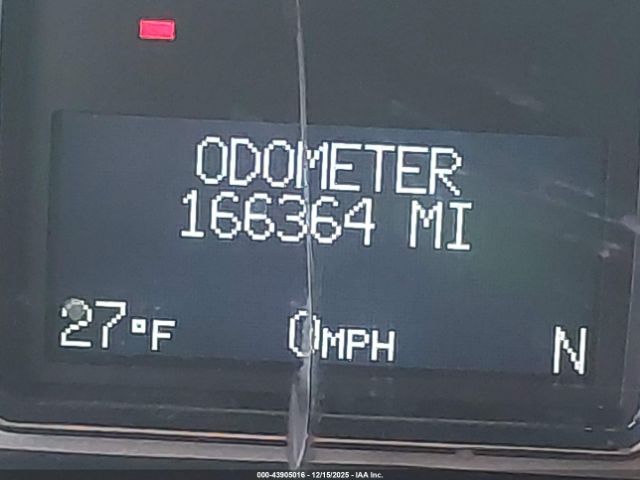 ODOMETER
166364 MI
27°F 0MPH N
000-43905016 - 12/15/2025 - IAA Inc.